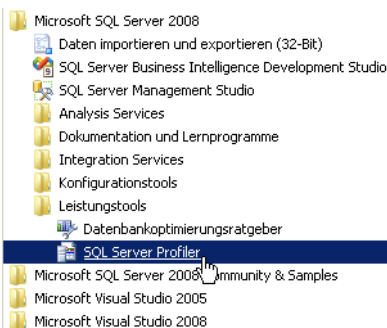 Microsoft SQL Server 2008
Daten importieren und exportieren (32-Bit)
SQL Server Business Intelligence Development Studio
SQL Server Management Studio
Analysis Services
Dokumentation und Lernprogramme
Integration Services
Konfigurationstools
Leistungstools
Datenbankoptimierungsratgeber
SQL Server Profiler
Microsoft SQL Server 2008 & Samples
Microsoft Visual Studio 2005
Microsoft Visual Studio 2008